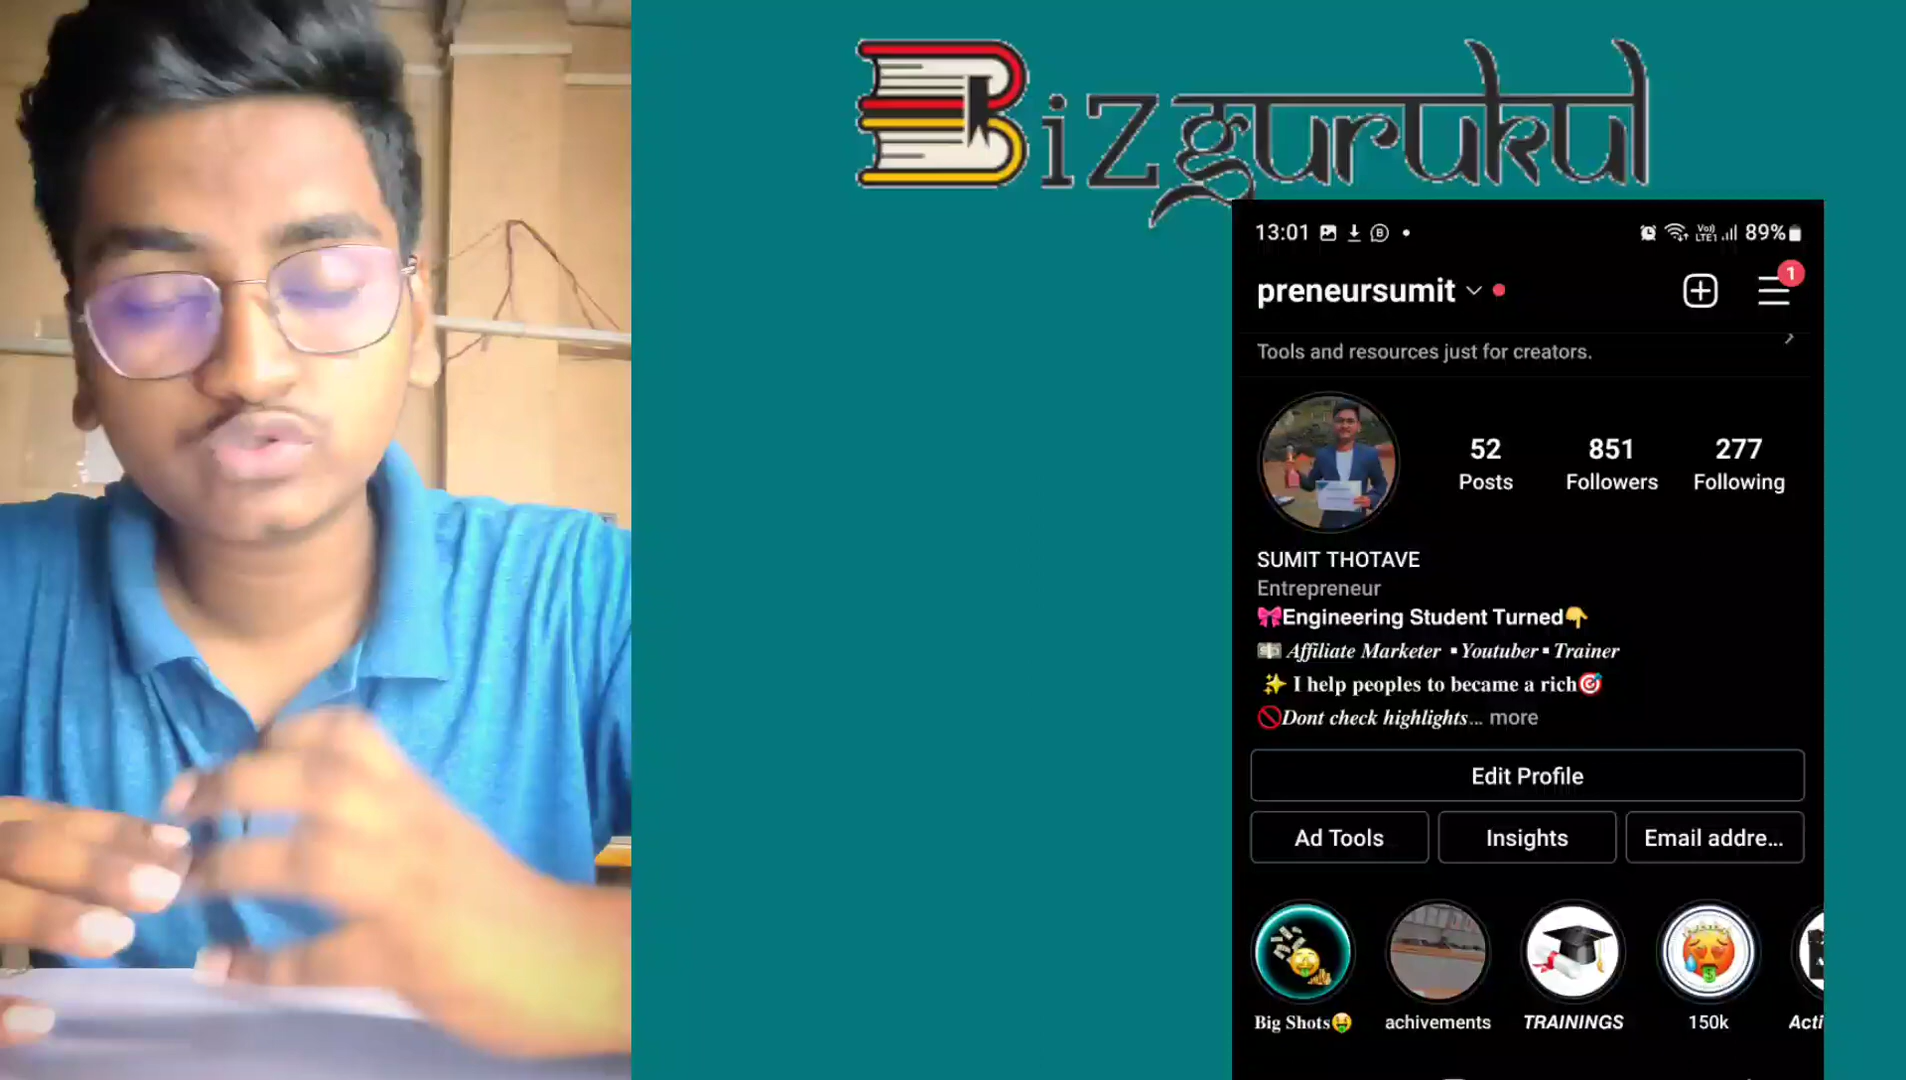 Bizgurukul
13:01
Vo)
LTE1
89%
preneursumit
1
Tools and resources just for creators.
52
Posts
851
Followers
277
Following
SUMIT THOTAVE
Entrepreneur
🎀Engineering Student Turned👇
💵 Affiliate Marketer ▪Youtuber▪Trainer
✨ I help peoples to became a rich🎯
🚫Dont check highlights... more
Edit Profile
Ad Tools
Insights
Email addre...
Big Shots🤑
achivements
TRAININGS
150k
Acti